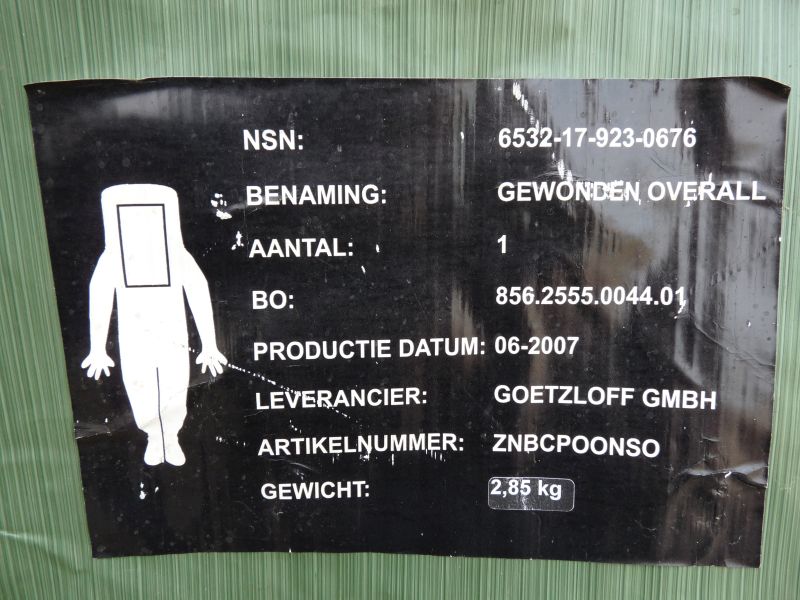 NSN: 6532-17-923-0676
BENAMING: GEWONDEN OVERALL
AANTAL: 1
BO: 856.2555.0044.01
PRODUCTIE DATUM: 06-2007
LEVERANCIER: GOETZLOFF GMBH
ARTIKELNUMMER: ZNBCPOONSO
GEWICHT: 2,85 kg